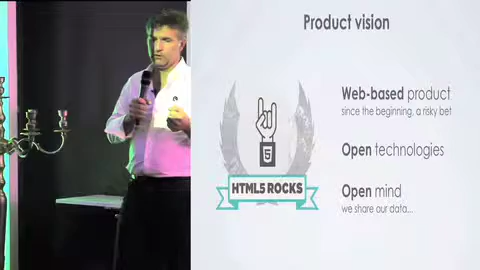 Product vision
Web-based product
since the beginning, a risky bet
5
HTML5 ROCKS
Open technologies
Open mind
we share our data...